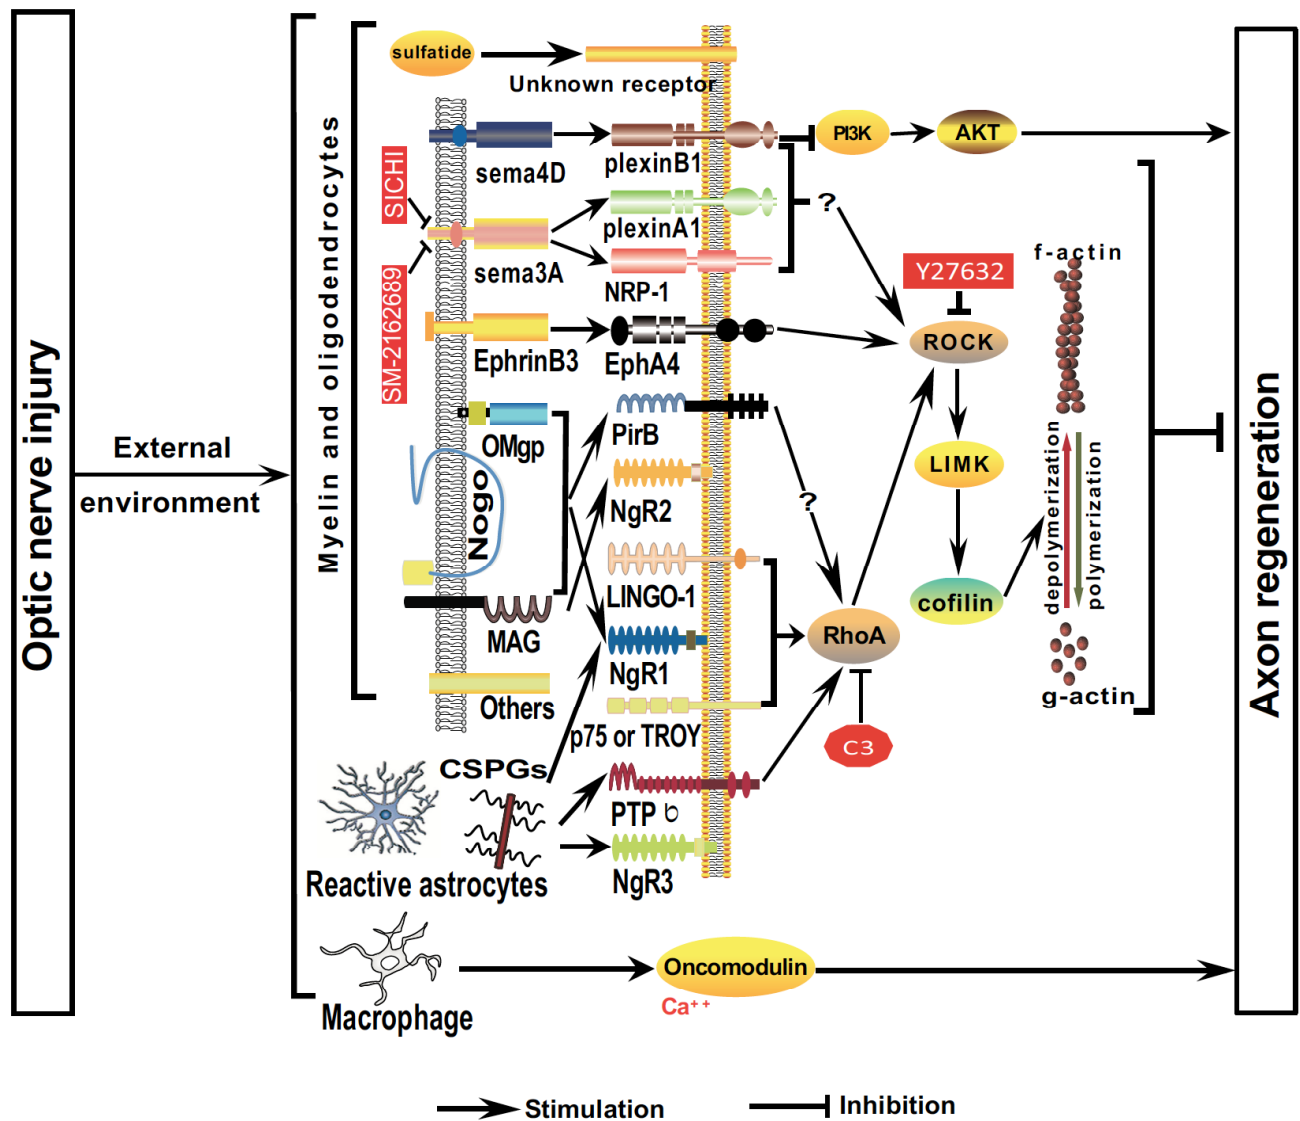 Optic nerve injury
External
environment
Myelin and oligodendrocytes
sulfatide
Unknown receptor
SICHI
SM-2162689
sema4D
plexinB1
PI3K
AKT
sema3A
plexinA1
NRP-1
?
EphrinB3
EphA4
Y27632
ROCK
f-actin
OMgp
PirB
Nogo
NgR2
?
LIMK
depolymerization
polymerization
MAG
LINGO-1
NgR1
RhoA
cofilin
g-actin
Others
p75 or TROY
C3
CSPGs
PTP σ
NgR3
Reactive astrocytes
Macrophage
Oncomodulin
Ca⁺⁺
Axon regeneration
Stimulation
Inhibition